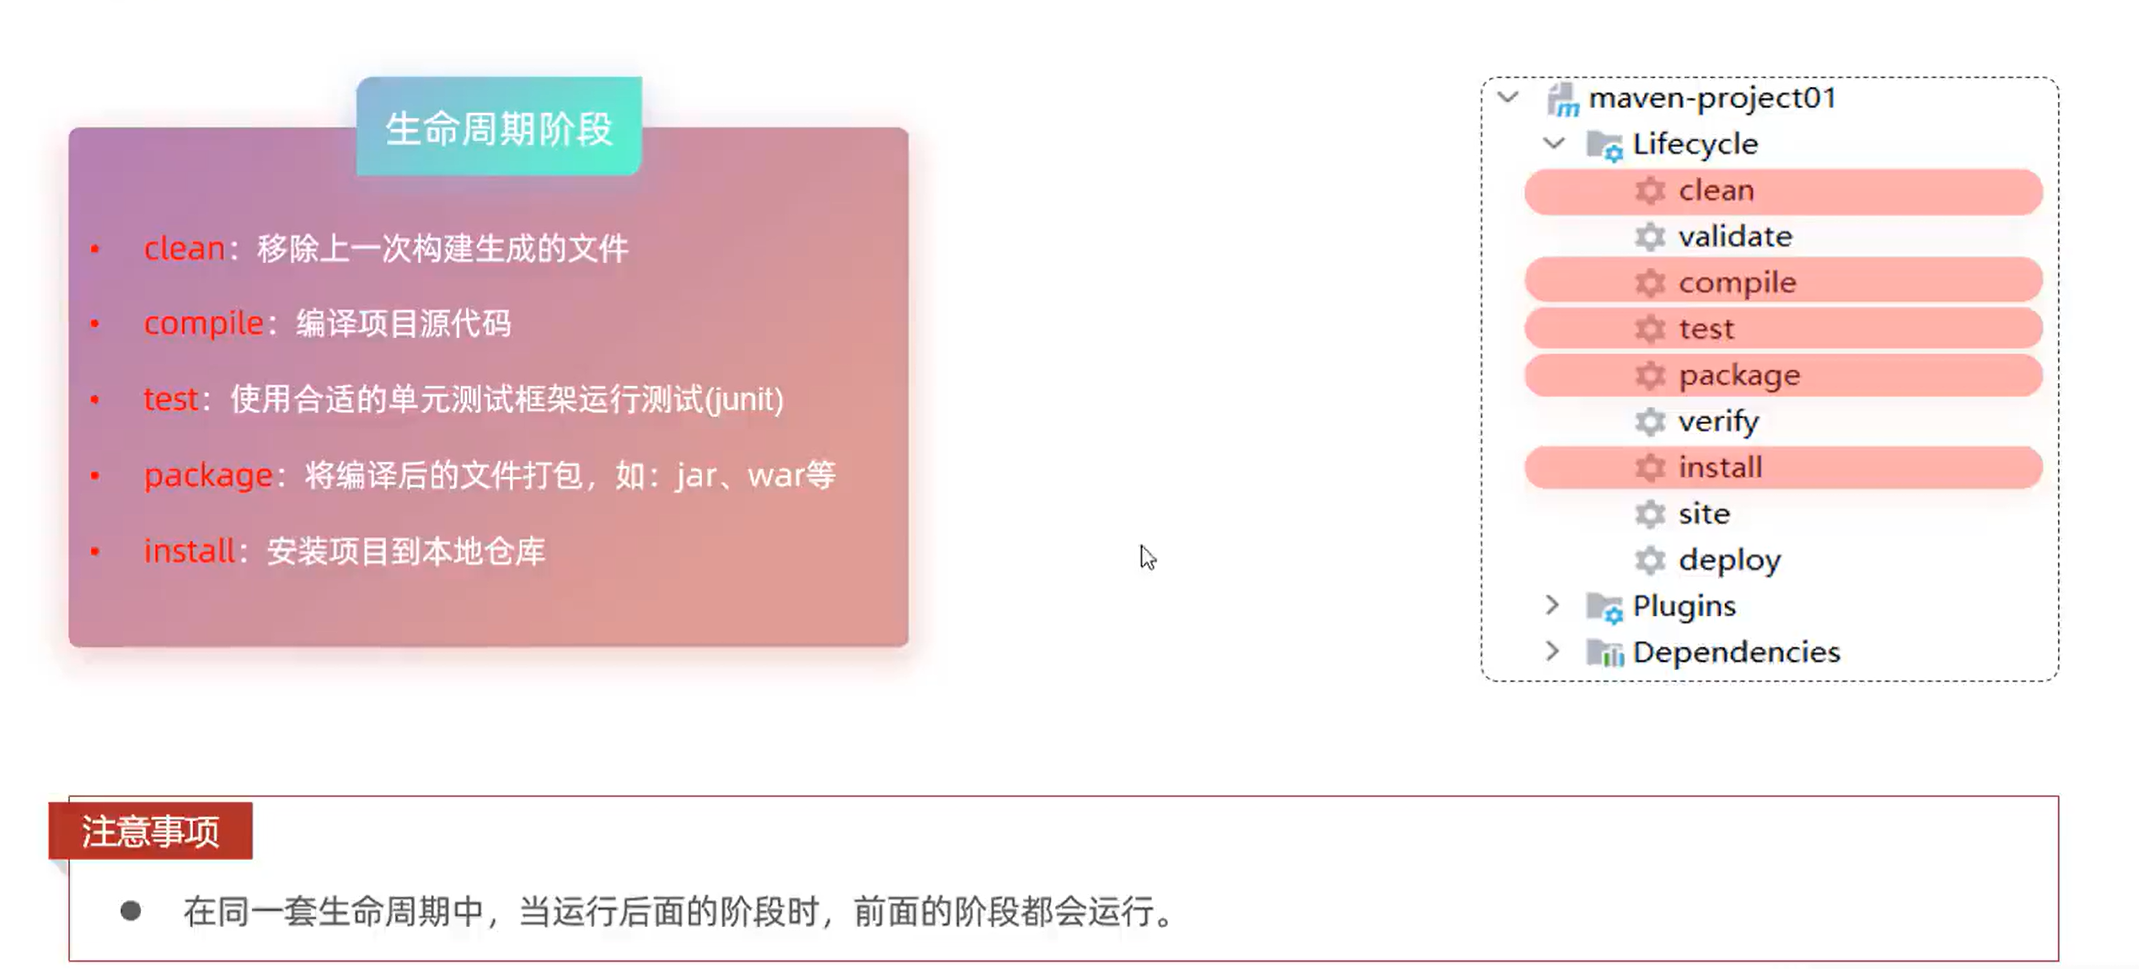 生命周期阶段
• clean：移除上一次构建生成的文件
• compile：编译项目源代码
• test：使用合适的单元测试框架运行测试(junit)
• package：将编译后的文件打包，如：jar、war等
• install：安装项目到本地仓库
maven-project01
Lifecycle
clean
validate
compile
test
package
verify
install
site
deploy
Plugins
Dependencies
注意事项
● 在同一套生命周期中，当运行后面的阶段时，前面的阶段都会运行。